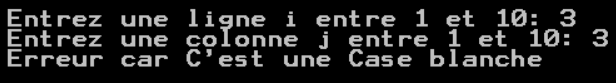 Entrez une ligne i entre 1 et 10: 3
Entrez une colonne j entre 1 et 10: 3
Erreur car C'est une Case blanche